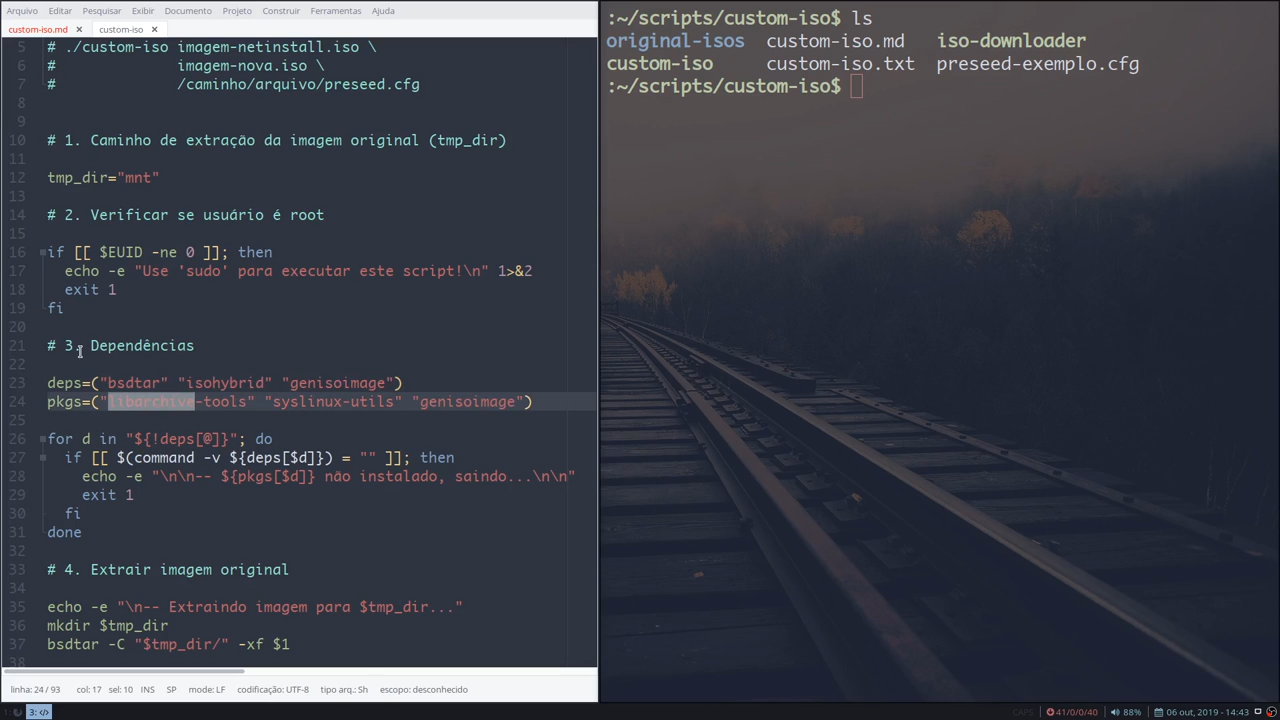 Arquivo Editar Pesquisar Exibir Documento Projeto Construir Ferramentas Ajuda
custom-iso.md custom-iso
5 # ./custom-iso imagem-netinstall.iso \
6 # imagem-nova.iso \
7 # /caminho/arquivo/preseed.cfg
8
9
10 # 1. Caminho de extração da imagem original (tmp_dir)
11
12 tmp_dir="mnt"
13
14 # 2. Verificar se usuário é root
15
16 if [[ $EUID -ne 0 ]]; then
17 echo -e "Use 'sudo' para executar este script!\n" 1>&2
18 exit 1
19 fi
20
21 # 3. Dependências
22
23 deps=("bsdtar" "isohybrid" "genisoimage")
24 pkgs=("libarchive-tools" "syslinux-utils" "genisoimage")
25
26 for d in "${!deps[@]}"; do
27 if [[ $(command -v ${deps[$d]}) = "" ]]; then
28 echo -e "\n\n-- ${pkgs[$d]} não instalado, saindo...\n\n"
29 exit 1
30 fi
31 done
32
33 # 4. Extrair imagem original
34
35 echo -e "\n-- Extraindo imagem para $tmp_dir..."
36 mkdir $tmp_dir
37 bsdtar -C "$tmp_dir/" -xf $1
38
linha: 24 / 93 col: 17 sel: 10 INS SP mode: LF codificação: UTF-8 tipo arq.: Sh escopo: desconhecido
:~/scripts/custom-iso$ ls
original-isos custom-iso.md iso-downloader
custom-iso custom-iso.txt preseed-exemplo.cfg
:~/scripts/custom-iso$
1: 3: </> CAPS 41/0/0/40 88% 06 out, 2019 - 14:43